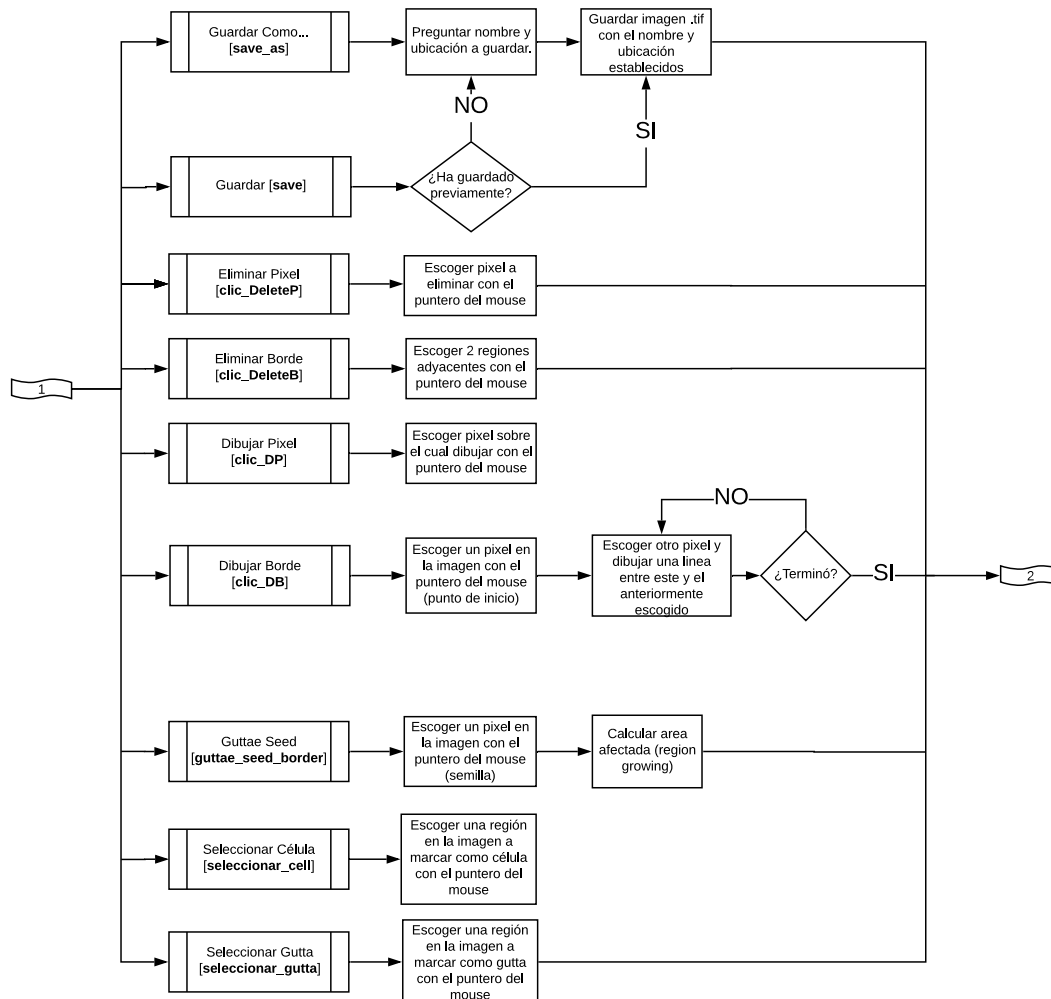 Guardar Como...
[save_as]
Preguntar nombre y
ubicación a guardar.
Guardar imagen .tif
con el nombre y
ubicación
establecidos
NO
SI
Guardar [save]
¿Ha guardado
previamente?
Eliminar Pixel
[clic_DeleteP]
Escoger pixel a
eliminar con el
puntero del mouse
Eliminar Borde
[clic_DeleteB]
Escoger 2 regiones
adyacentes con el
puntero del mouse
1
Dibujar Pixel
[clic_DP]
Escoger pixel sobre
el cual dibujar con el
puntero del mouse
NO
Dibujar Borde
[clic_DB]
Escoger un pixel en
la imagen con el
puntero del mouse
(punto de inicio)
Escoger otro pixel y
dibujar una linea
entre este y el
anteriormente
escogido
¿Terminó?
SI
2
Guttae Seed
[guttae_seed_border]
Escoger un pixel en
la imagen con el
puntero del mouse
(semilla)
Calcular area
afectada (region
growing)
Seleccionar Célula
[seleccionar_cell]
Escoger una región
en la imagen a
marcar como célula
con el puntero del
mouse
Seleccionar Gutta
[seleccionar_gutta]
Escoger una región
en la imagen a
marcar como gutta
con el puntero del
mouse